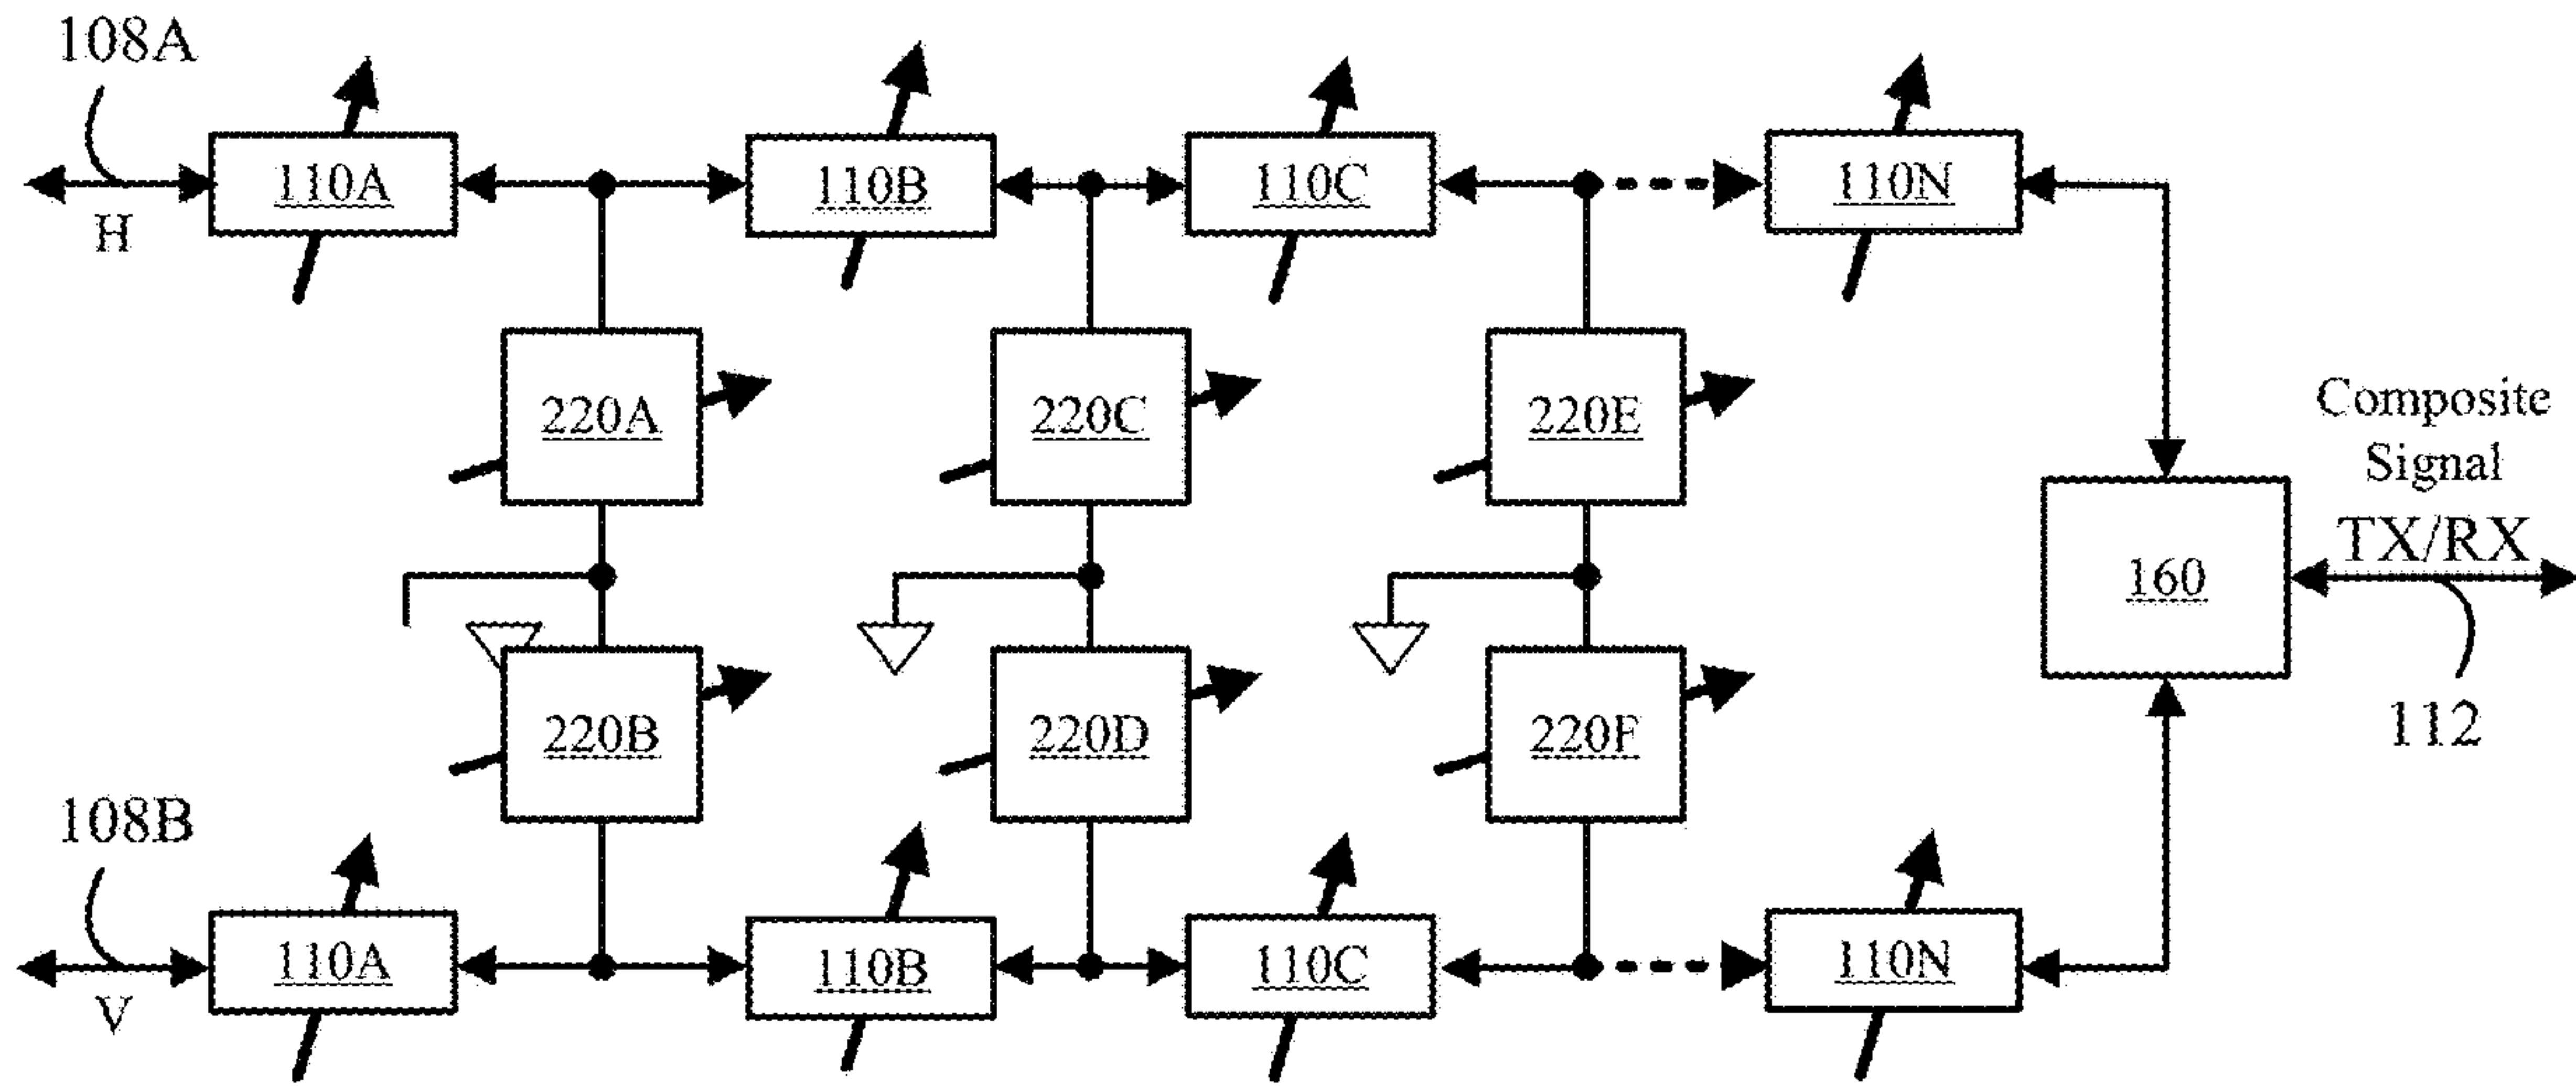 108A
H
110A
110B
110C
110N
220A
220C
220E
Composite
Signal
TX/RX
160
112
220B
220D
220F
108B
V
110A
110B
110C
110N